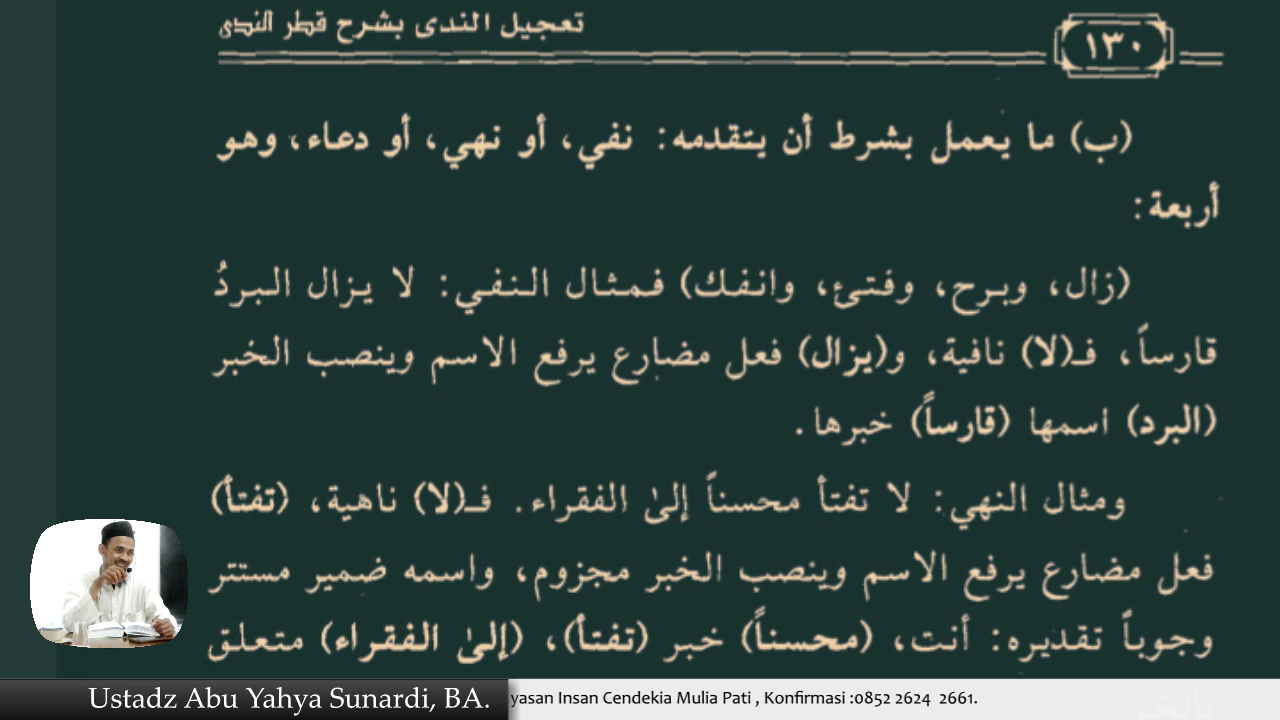 تعجيل الندى بشرح قطر الندى
١٣٠
(ب) ما يعمل بشرط أن يتقدمه: نفي، أو نهي، أو دعاء، وهو
أربعة:
(زال، وبرح، وفتئ، وانفك) فمثال النفي: لا يزال البردُ
قارساً، فـ(لا) نافية، و(يزال) فعل مضارع يرفع الاسم وينصب الخبر
(البرد) اسمها (قارساً) خبرها.
ومثال النهي: لا تفتأ محسناً إلىٰ الفقراء. فـ(لا) ناهية، (تفتأ)
فعل مضارع يرفع الاسم وينصب الخبر مجزوم، واسمه ضمير مستتر
وجوباً تقديره: أنت، (محسناً) خبر (تفتأ)، (إلىٰ الفقراء) متعلق
Ustadz Abu Yahya Sunardi, BA.
yasan Insan Cendekia Mulia Pati , Konfirmasi :0852 2624 2661.